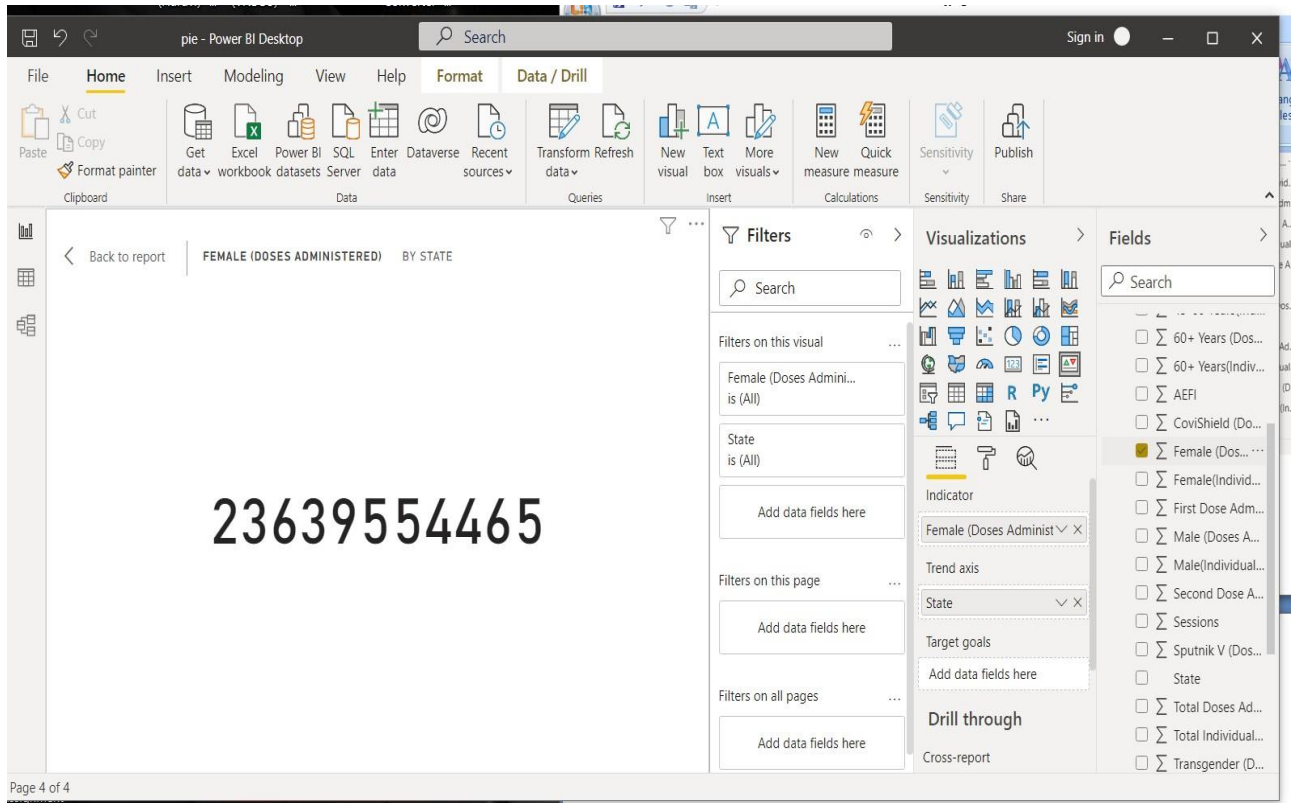 pie - Power BI Desktop
Search
Sign in
File Home Insert Modeling View Help Format Data / Drill
Paste
Cut
Copy
Format painter
Clipboard
Get data
Excel workbook
Power BI datasets
SQL Server
Enter data
Dataverse
Recent sources
Data
Transform data
Refresh
Queries
New visual
Text box
More visuals
Insert
New measure
Quick measure
Calculations
Sensitivity
Sensitivity
Publish
Share
Back to report
FEMALE (DOSES ADMINISTERED) BY STATE
23639554465
Filters
Search
Filters on this visual ...
Female (Doses Admini...
is (All)
State
is (All)
Add data fields here
Filters on this page ...
Add data fields here
Filters on all pages ...
Add data fields here
Visualizations
123
R Py
...
Indicator
Female (Doses Administ
Trend axis
State
Target goals
Add data fields here
Drill through
Cross-report
Fields
Search
60+ Years (Dos...
60+ Years(Indiv...
AEFI
CoviShield (Do...
Female (Dos... ...
Female(Individ...
First Dose Adm...
Male (Doses A...
Male(Individual...
Second Dose A...
Sessions
Sputnik V (Dos...
State
Total Doses Ad...
Total Individual...
Transgender (D...
Page 4 of 4